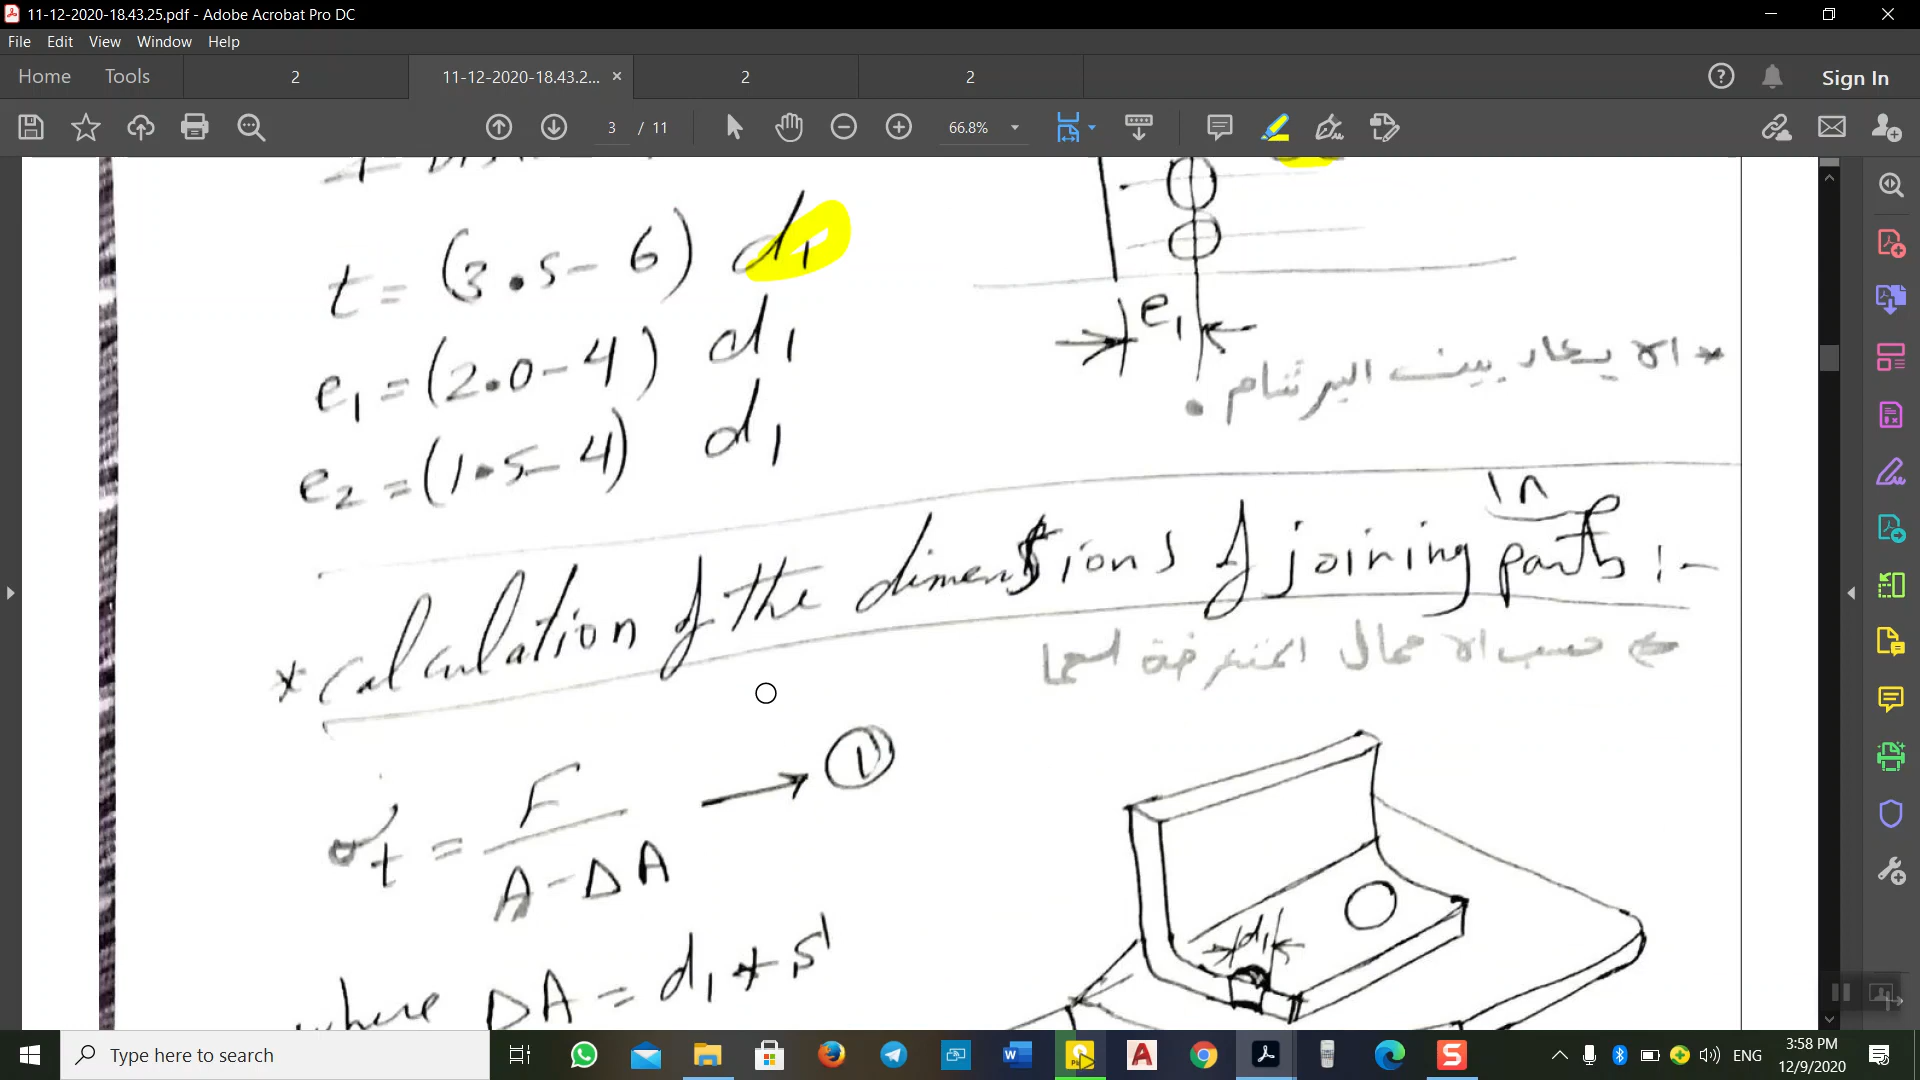 11-12-2020-18.43.25.pdf - Adobe Acrobat Pro DC
File Edit View Window Help
Home Tools 2 11-12-2020-18.43.2... × 2 2 Sign In
3 / 11 66.8%
t = (3.5 - 6) d1
e1 = (2.0 - 4) d1
e2 = (1.5 - 4) d1
e1
* الايعاد بين البرشام .
١٨
* Calculation of the dimensions of joining parts :-
حسب الاحمال المتعرضة لها
σt = F / (A - ΔA) → ①
where ΔA = d1 * s
d1
Type here to search
ENG
3:58 PM
12/9/2020